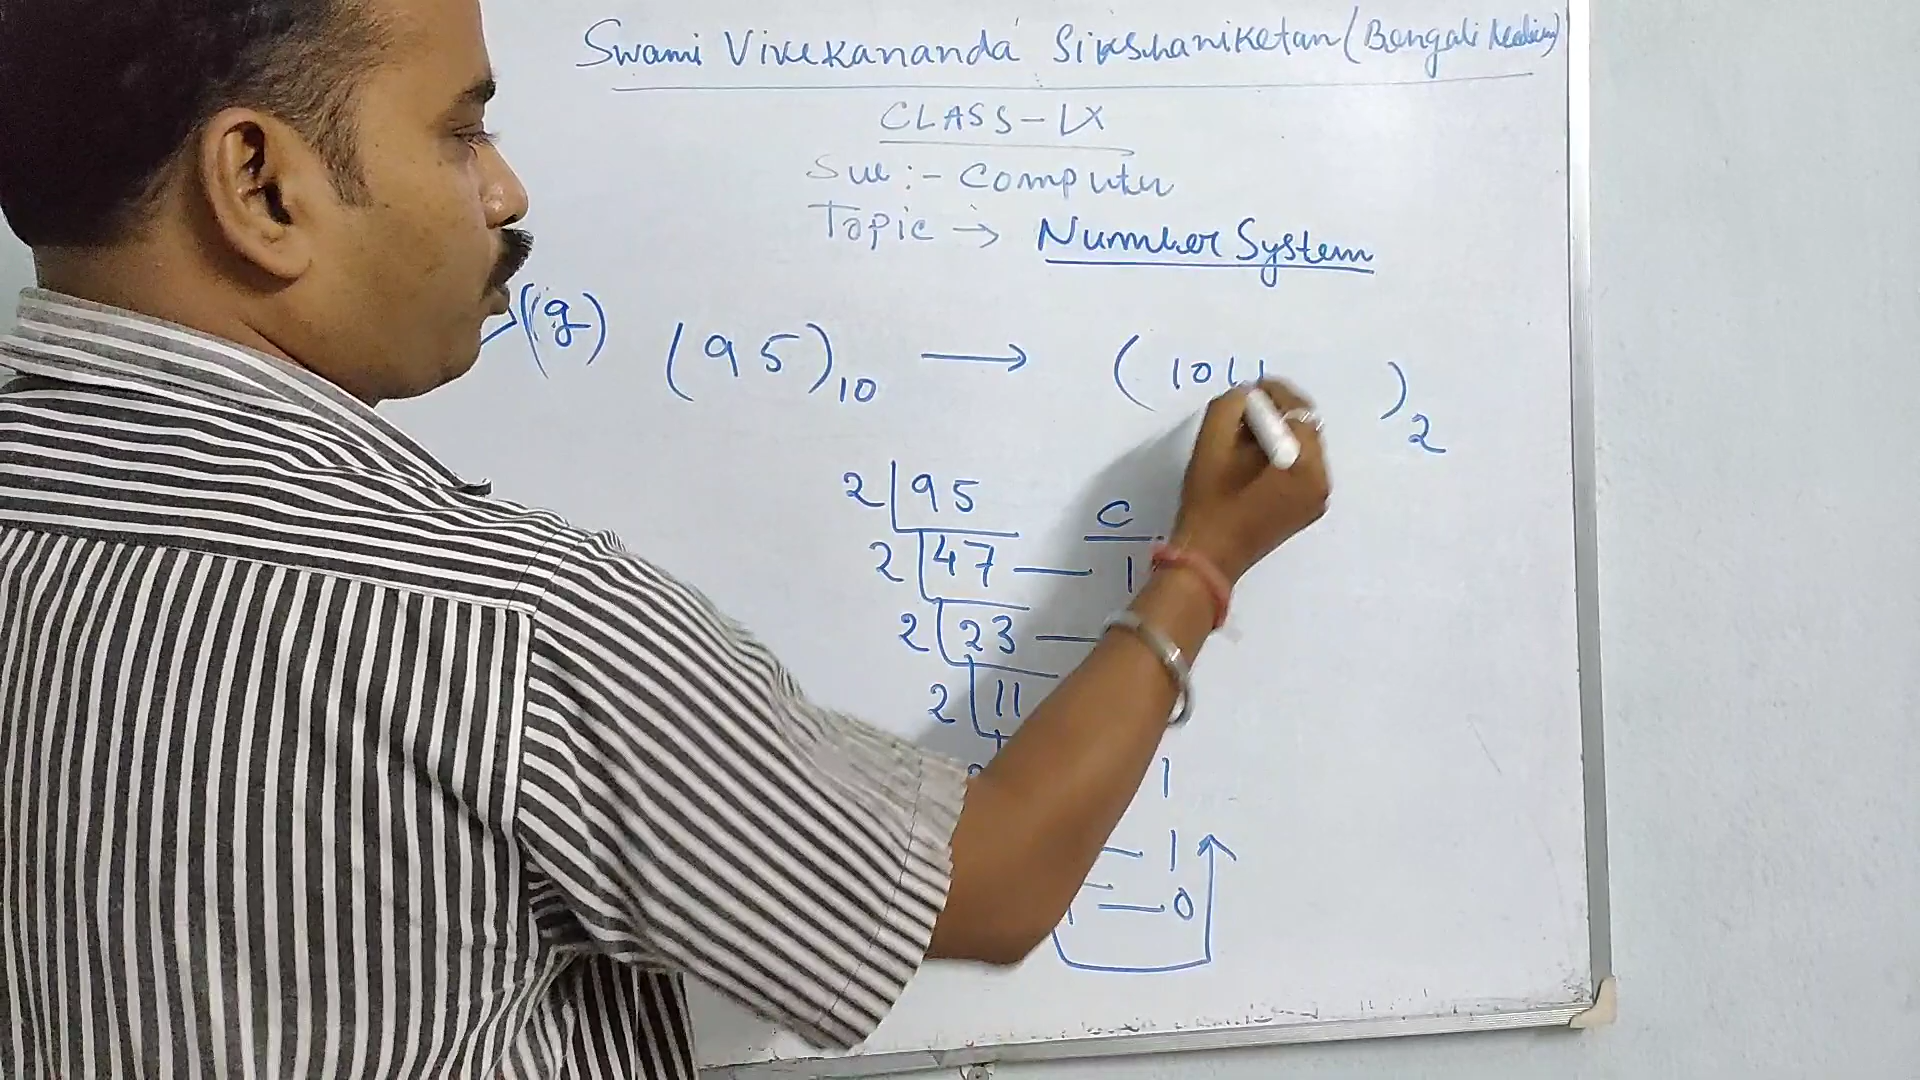 Swami Vivekananda Sikshaniketan (Bengali Medium)
CLASS - IX
Sub :- Computer
Topic → Number System
(g) (95)10 → (1011 )2
2 95 C
2 47 — 1
2 23 —
2 11
1
— 1
— 0